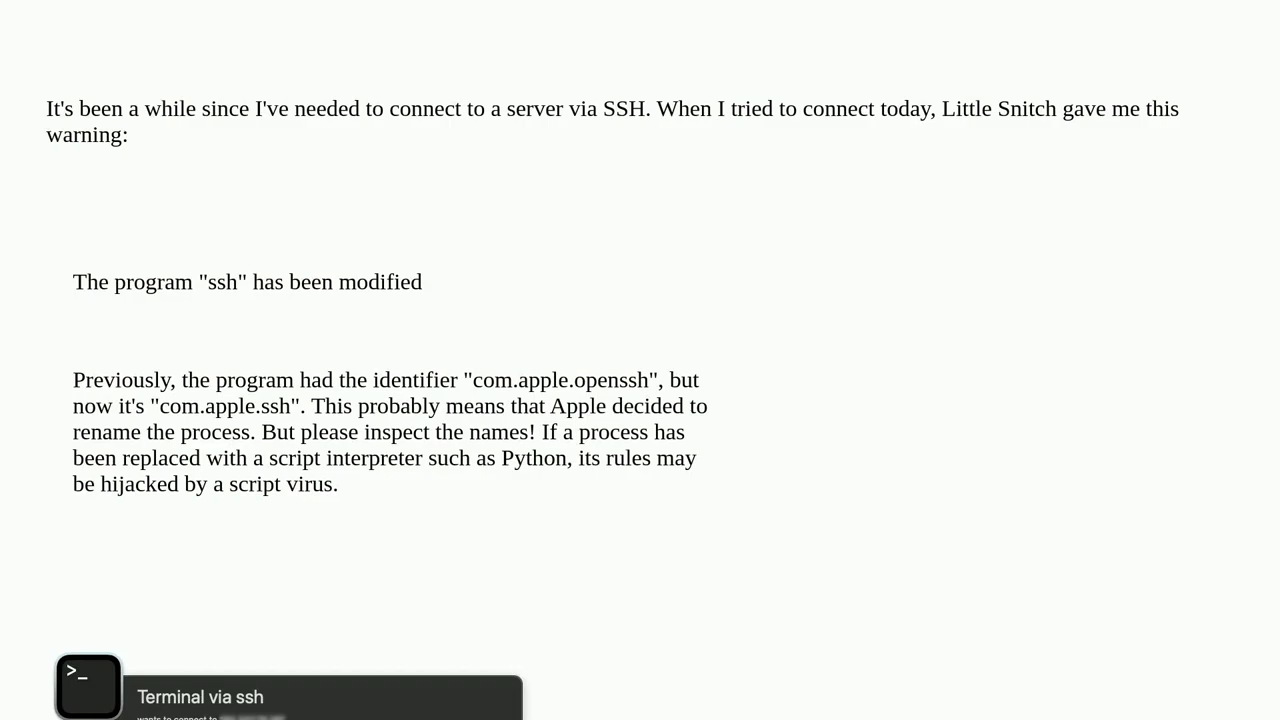 It's been a while since I've needed to connect to a server via SSH. When I tried to connect today, Little Snitch gave me this
warning:
The program "ssh" has been modified
Previously, the program had the identifier "com.apple.openssh", but
now it's "com.apple.ssh". This probably means that Apple decided to
rename the process. But please inspect the names! If a process has
been replaced with a script interpreter such as Python, its rules may
be hijacked by a script virus.
>_
Terminal via ssh
wants to connect to